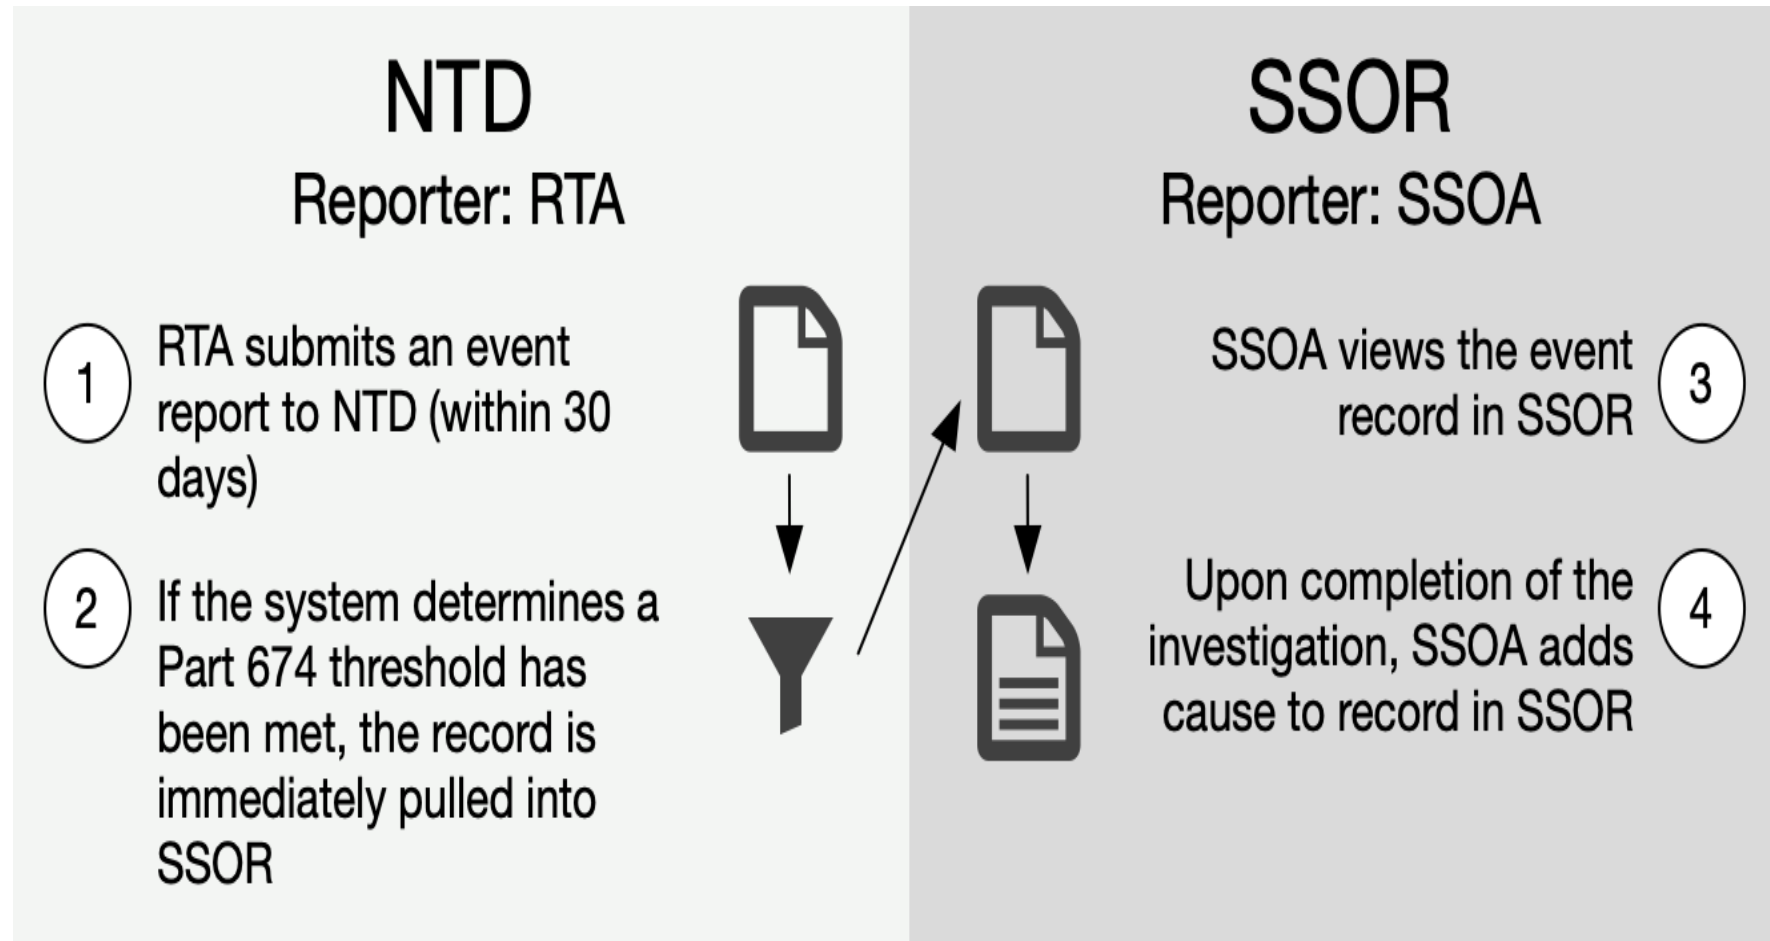 NTD
Reporter: RTA
1
RTA submits an event
report to NTD (within 30
days)
2
If the system determines a
Part 674 threshold has
been met, the record is
immediately pulled into
SSOR
SSOR
Reporter: SSOA
SSOA views the event
record in SSOR
3
Upon completion of the
investigation, SSOA adds
cause to record in SSOR
4